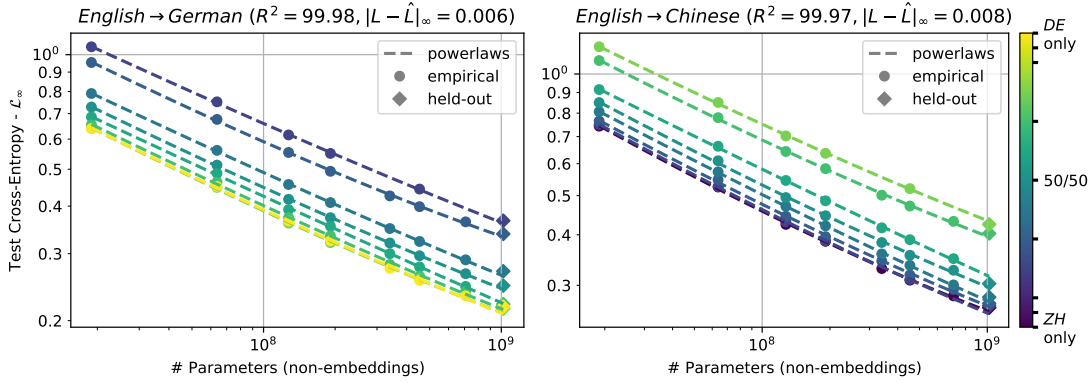 English → German (R² = 99.98, |L − L̂|∞ = 0.006)
English → Chinese (R² = 99.97, |L − L̂|∞ = 0.008)
Test Cross-Entropy - 𝓛∞
10⁰
0.9
0.8
0.7
0.6
0.5
0.4
0.3
0.2
powerlaws
empirical
held-out
10⁸
10⁹
# Parameters (non-embeddings)
10⁰
0.9
0.8
0.7
0.6
0.5
0.4
0.3
powerlaws
empirical
held-out
10⁸
10⁹
# Parameters (non-embeddings)
DE
only
50/50
ZH
only